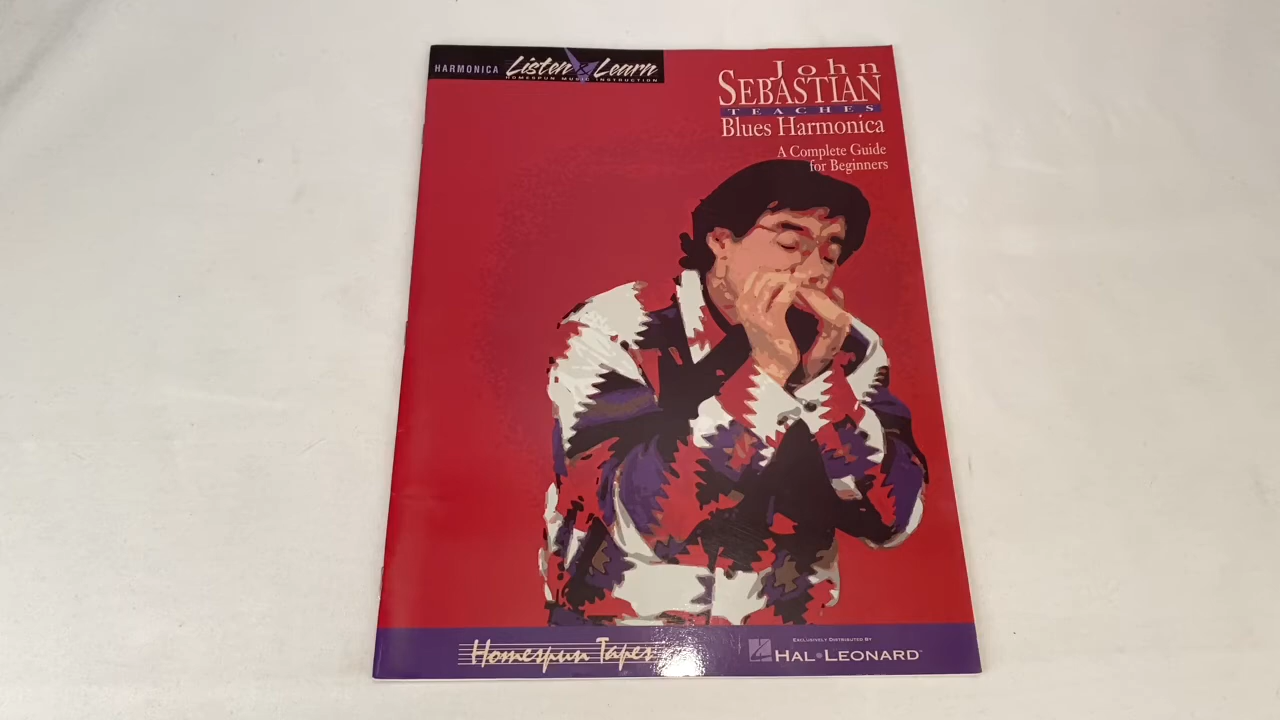 HARMONICA Listen & Learn
HOMESPUN MUSIC INSTRUCTION
John
SEBASTIAN
TEACHES
Blues Harmonica
A Complete Guide
for Beginners
Homespun Tapes
EXCLUSIVELY DISTRIBUTED BY
HAL•LEONARD